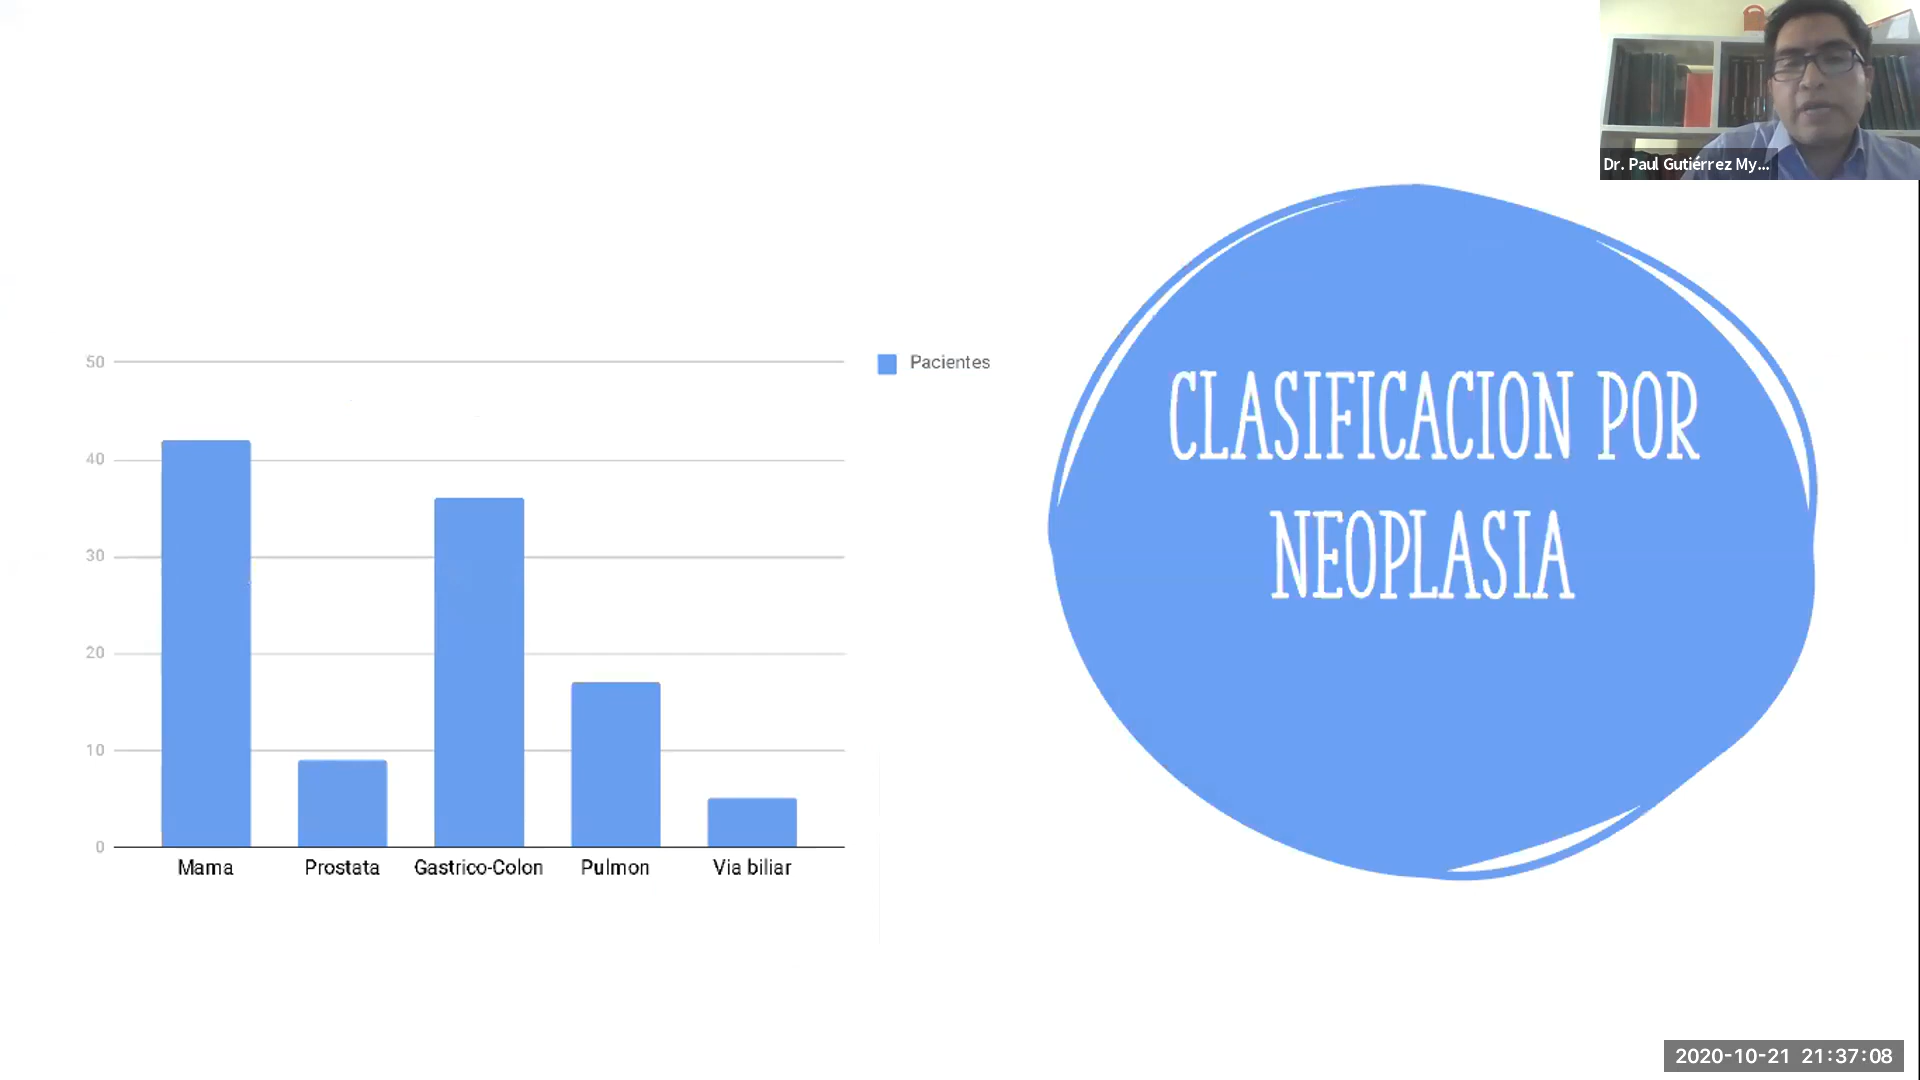 Dr. Paul Gutiérrez My...
50
Pacientes
40
30
20
10
0
Mama Prostata Gastrico-Colon Pulmon Via biliar
CLASIFICACION POR
NEOPLASIA
2020-10-21 21:37:08